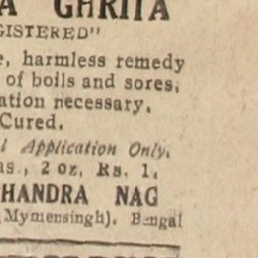 A GHRITA
GISTERED"
e, harmless remedy
of boils and sores,
ation necessary.
Cured.
l Application Only.
as., 2 oz, Rs. 1.
HANDRA NAG
(Mymensingh). Bengal